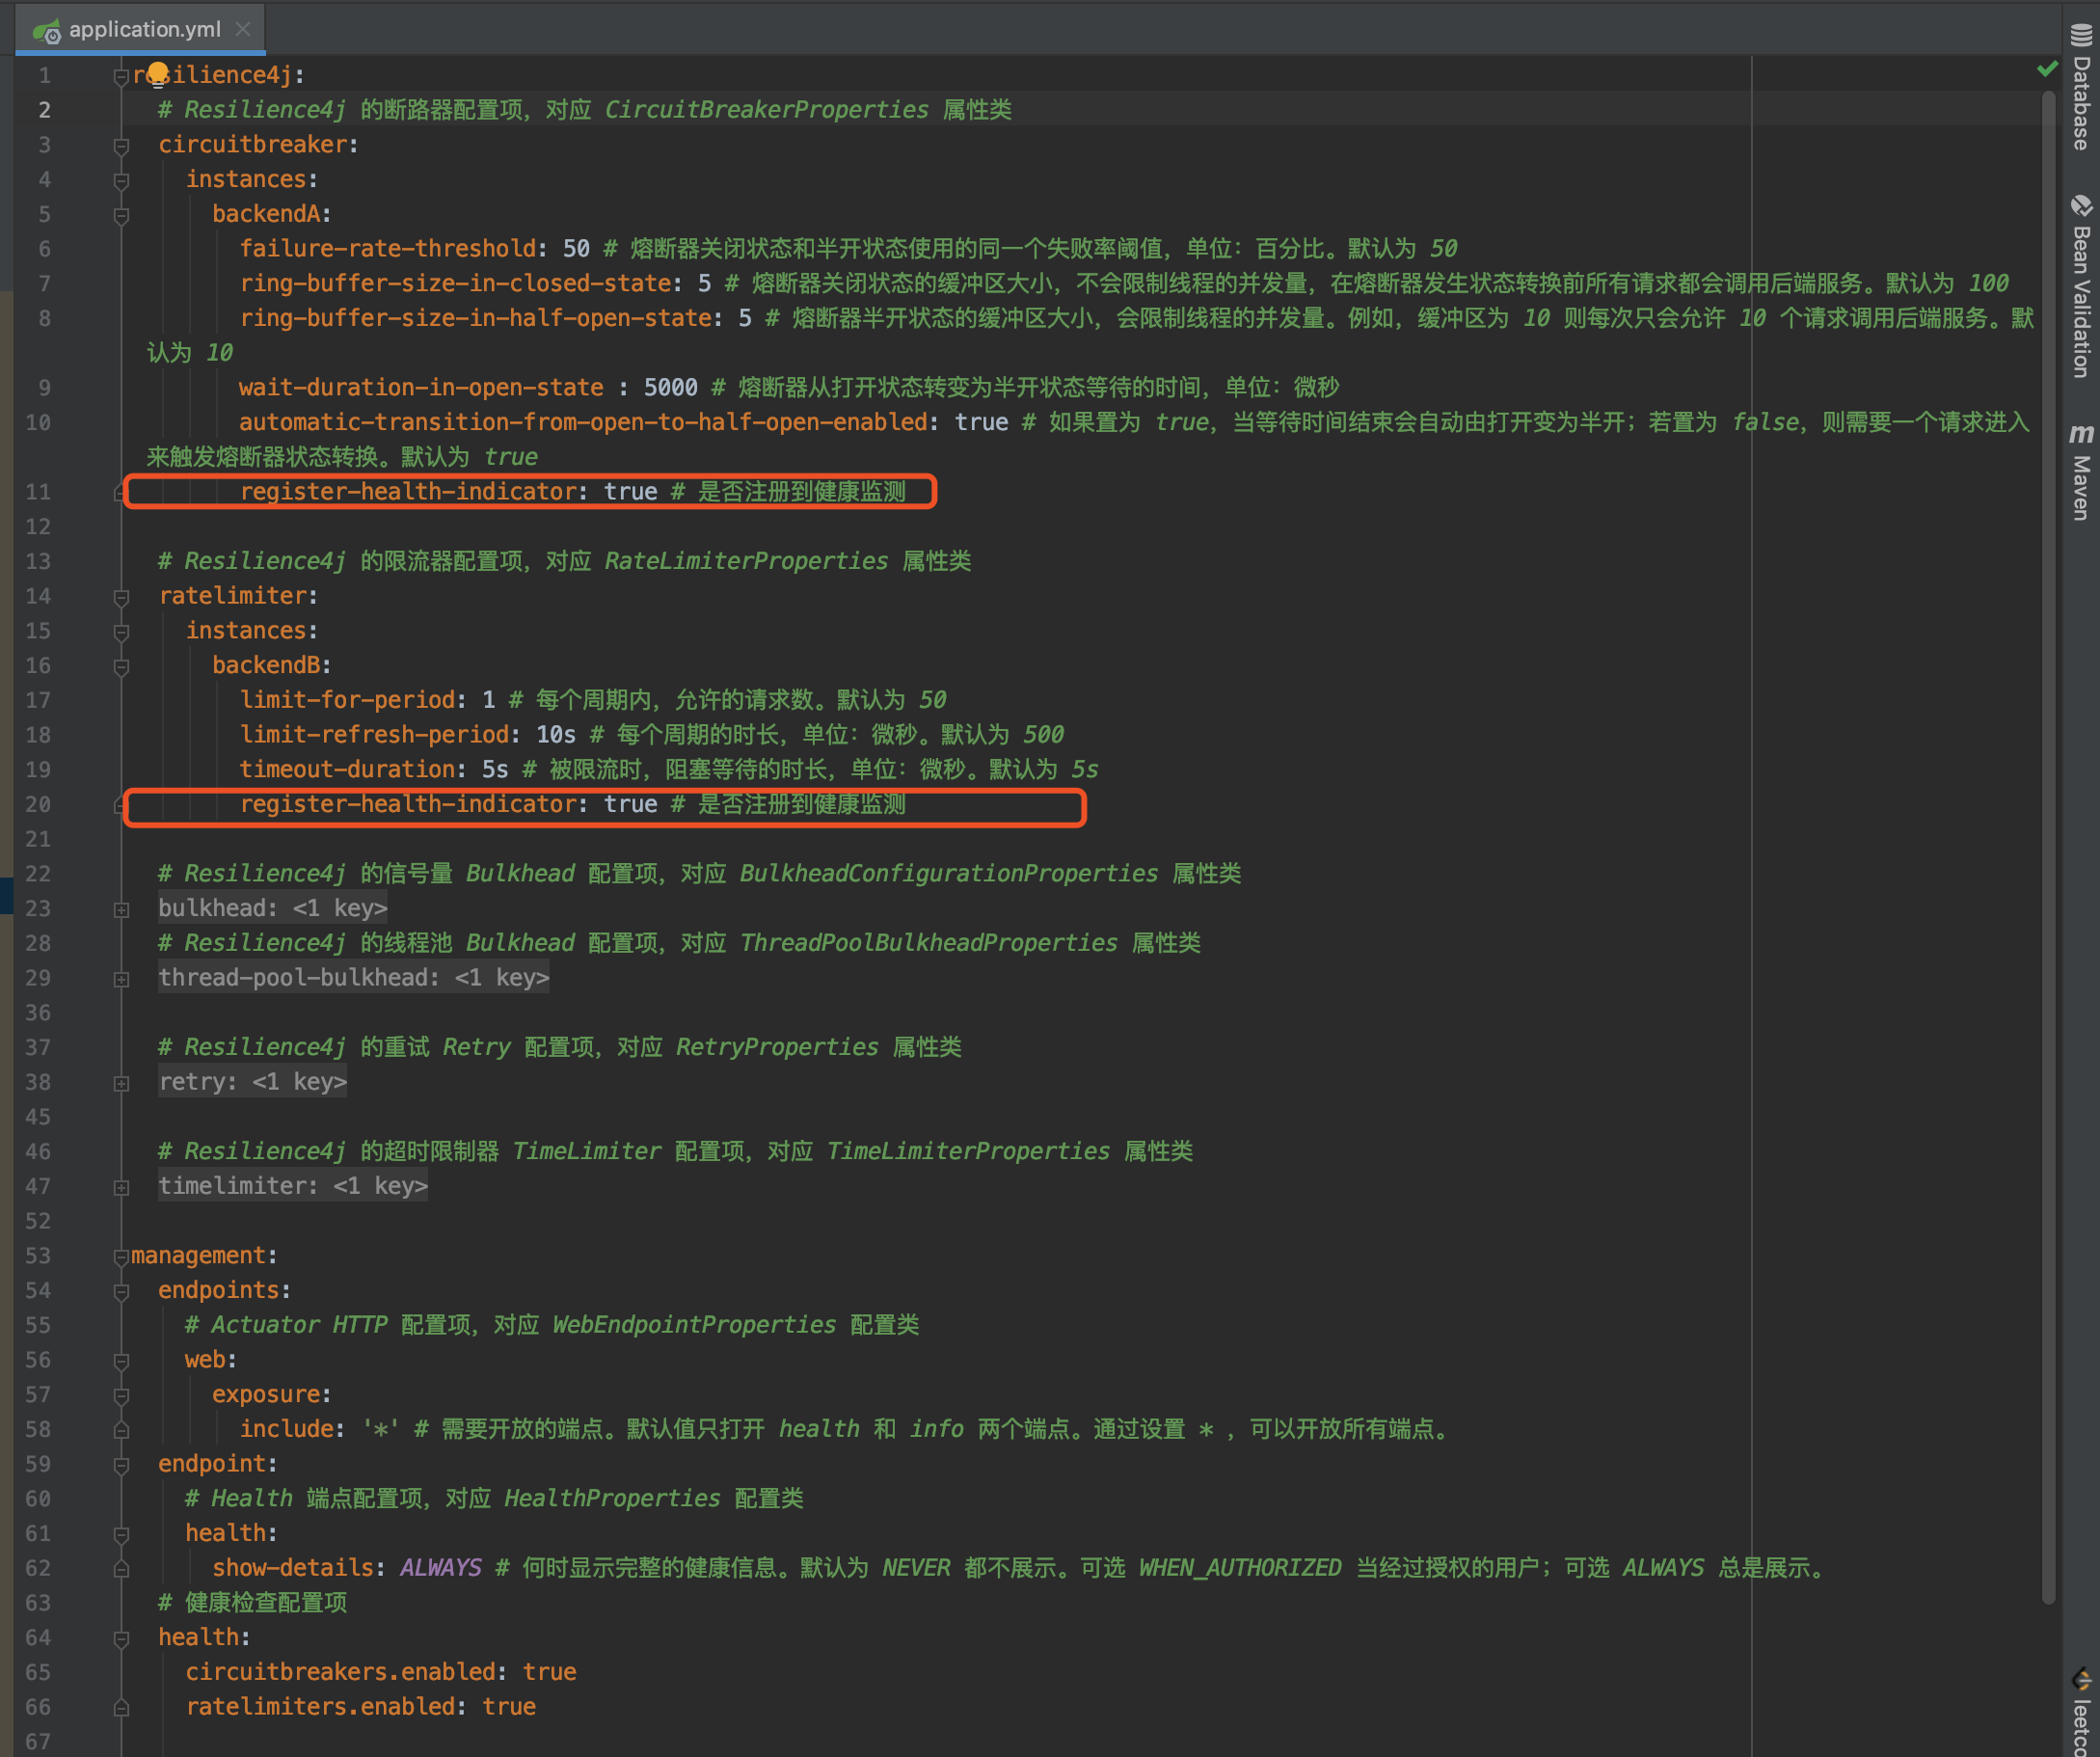 application.yml
1 resilience4j:
2 # Resilience4j 的断路器配置项，对应 CircuitBreakerProperties 属性类
3 circuitbreaker:
4 instances:
5 backendA:
6 failure-rate-threshold: 50 # 熔断器关闭状态和半开状态使用的同一个失败率阈值，单位：百分比。默认为 50
7 ring-buffer-size-in-closed-state: 5 # 熔断器关闭状态的缓冲区大小，不会限制线程的并发量，在熔断器发生状态转换前所有请求都会调用后端服务。默认为 100
8 ring-buffer-size-in-half-open-state: 5 # 熔断器半开状态的缓冲区大小，会限制线程的并发量。例如，缓冲区为 10 则每次只会允许 10 个请求调用后端服务。默
认为 10
9 wait-duration-in-open-state : 5000 # 熔断器从打开状态转变为半开状态等待的时间，单位：微秒
10 automatic-transition-from-open-to-half-open-enabled: true # 如果置为 true，当等待时间结束会自动由打开变为半开；若置为 false，则需要一个请求进入
来触发熔断器状态转换。默认为 true
11 register-health-indicator: true # 是否注册到健康监测
12
13 # Resilience4j 的限流器配置项，对应 RateLimiterProperties 属性类
14 ratelimiter:
15 instances:
16 backendB:
17 limit-for-period: 1 # 每个周期内，允许的请求数。默认为 50
18 limit-refresh-period: 10s # 每个周期的时长，单位：微秒。默认为 500
19 timeout-duration: 5s # 被限流时，阻塞等待的时长，单位：微秒。默认为 5s
20 register-health-indicator: true # 是否注册到健康监测
21
22 # Resilience4j 的信号量 Bulkhead 配置项，对应 BulkheadConfigurationProperties 属性类
23 bulkhead: <1 key>
28 # Resilience4j 的线程池 Bulkhead 配置项，对应 ThreadPoolBulkheadProperties 属性类
29 thread-pool-bulkhead: <1 key>
36
37 # Resilience4j 的重试 Retry 配置项，对应 RetryProperties 属性类
38 retry: <1 key>
45
46 # Resilience4j 的超时限制器 TimeLimiter 配置项，对应 TimeLimiterProperties 属性类
47 timelimiter: <1 key>
52
53 management:
54 endpoints:
55 # Actuator HTTP 配置项，对应 WebEndpointProperties 配置类
56 web:
57 exposure:
58 include: '*' # 需要开放的端点。默认值只打开 health 和 info 两个端点。通过设置 * ，可以开放所有端点。
59 endpoint:
60 # Health 端点配置项，对应 HealthProperties 配置类
61 health:
62 show-details: ALWAYS # 何时显示完整的健康信息。默认为 NEVER 都不展示。可选 WHEN_AUTHORIZED 当经过授权的用户；可选 ALWAYS 总是展示。
63 # 健康检查配置项
64 health:
65 circuitbreakers.enabled: true
66 ratelimiters.enabled: true
67
Database
Bean Validation
m Maven
leetco